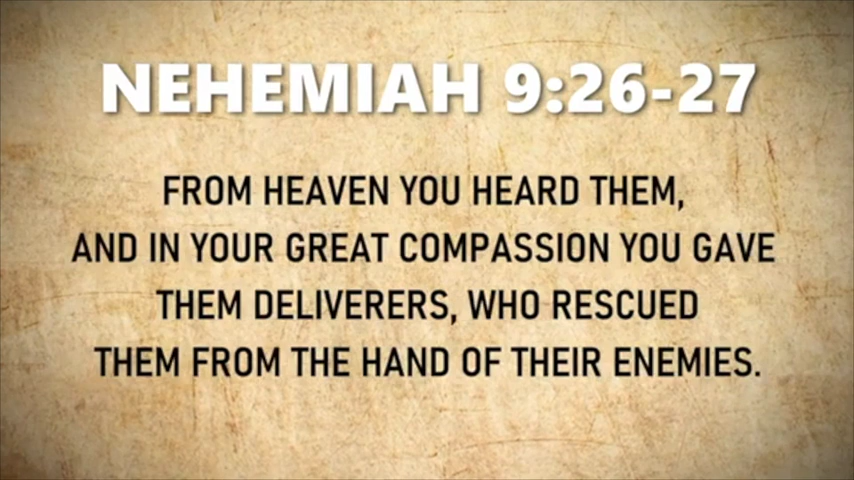 NEHEMIAH 9:26-27
FROM HEAVEN YOU HEARD THEM,
AND IN YOUR GREAT COMPASSION YOU GAVE
THEM DELIVERERS, WHO RESCUED
THEM FROM THE HAND OF THEIR ENEMIES.